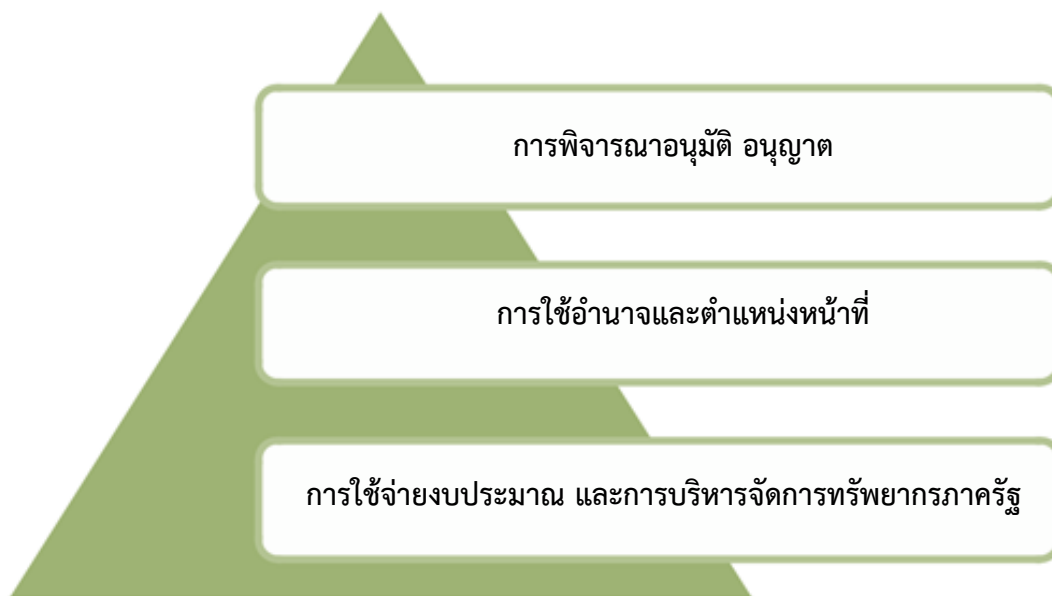 การพิจารณาอนุมัติ อนุญาต
การใช้อำนาจและตำแหน่งหน้าที่
การใช้จ่ายงบประมาณ และการบริหารจัดการทรัพยากรภาครัฐ